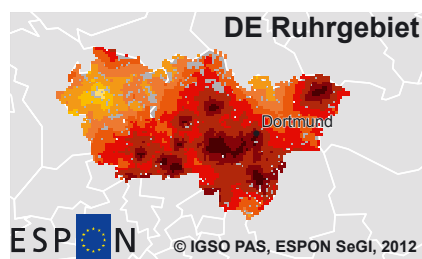 DE Ruhrgebiet
Dortmund
ESPON
© IGSO PAS, ESPON SeGI, 2012